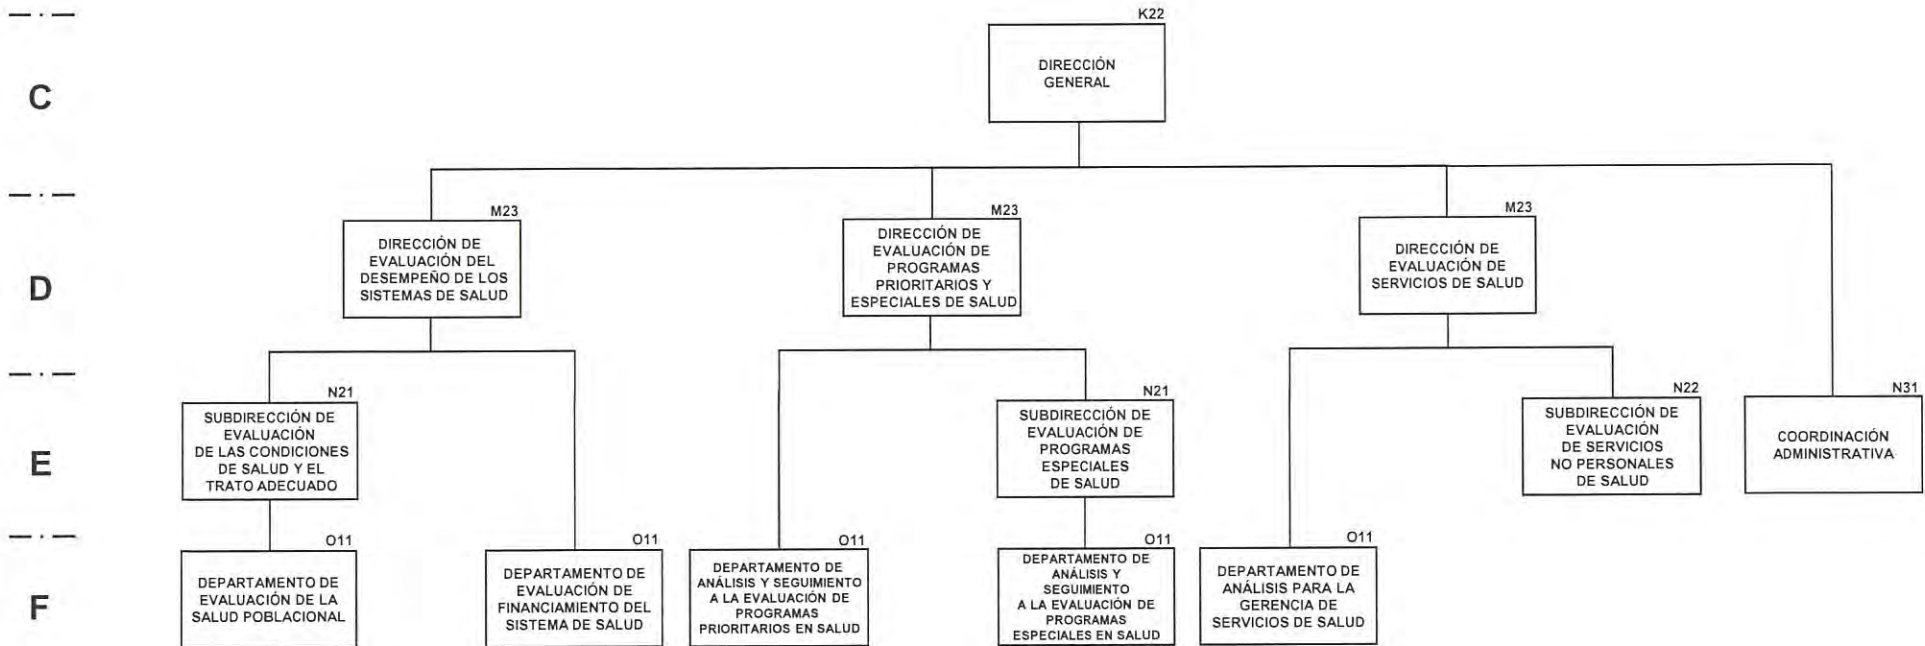 K22
DIRECCIÓN
GENERAL
C
M23
DIRECCIÓN DE
EVALUACIÓN DEL
DESEMPEÑO DE LOS
SISTEMAS DE SALUD
M23
DIRECCIÓN DE
EVALUACIÓN DE
PROGRAMAS
PRIORITARIOS Y
ESPECIALES DE SALUD
M23
DIRECCIÓN DE
EVALUACIÓN DE
SERVICIOS DE SALUD
D
N21
SUBDIRECCIÓN DE
EVALUACIÓN
DE LAS CONDICIONES
DE SALUD Y EL
TRATO ADECUADO
N21
SUBDIRECCIÓN DE
EVALUACIÓN DE
PROGRAMAS
ESPECIALES
DE SALUD
N22
SUBDIRECCIÓN DE
EVALUACIÓN
DE SERVICIOS
NO PERSONALES
DE SALUD
N31
COORDINACIÓN
ADMINISTRATIVA
E
O11
DEPARTAMENTO DE
EVALUACIÓN DE LA
SALUD POBLACIONAL
O11
DEPARTAMENTO DE
EVALUACIÓN DE
FINANCIAMIENTO DEL
SISTEMA DE SALUD
O11
DEPARTAMENTO DE
ANÁLISIS Y SEGUIMIENTO
A LA EVALUACIÓN DE
PROGRAMAS
PRIORITARIOS EN SALUD
O11
DEPARTAMENTO DE
ANÁLISIS Y
SEGUIMIENTO
A LA EVALUACIÓN DE
PROGRAMAS
ESPECIALES EN SALUD
O11
DEPARTAMENTO DE
ANÁLISIS PARA LA
GERENCIA DE
SERVICIOS DE SALUD
F